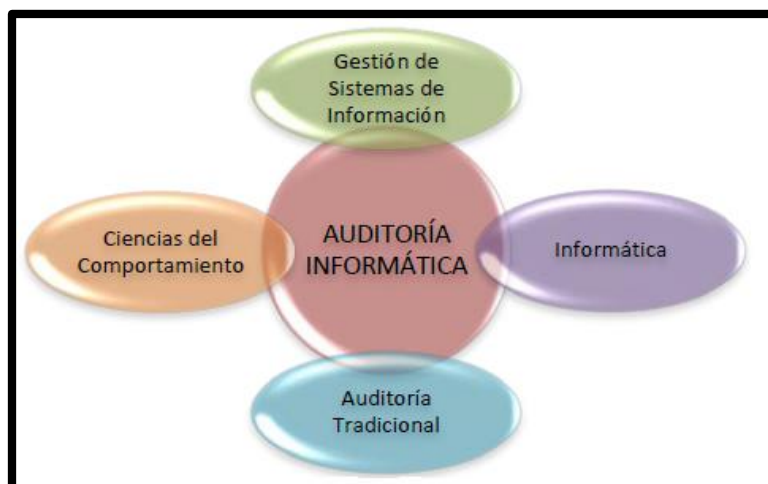 Gestión de
Sistemas de
Información
Ciencias del
Comportamiento
AUDITORÍA
INFORMÁTICA
Informática
Auditoría
Tradicional